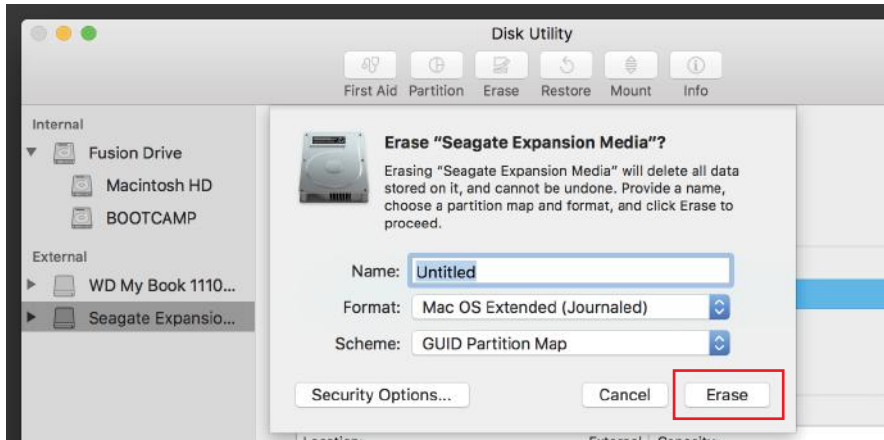 Disk Utility
First Aid Partition Erase Restore Mount Info
Internal
Fusion Drive
Macintosh HD
BOOTCAMP
External
WD My Book 1110...
Seagate Expansio...
Erase “Seagate Expansion Media”?
Erasing “Seagate Expansion Media” will delete all data
stored on it, and cannot be undone. Provide a name,
choose a partition map and format, and click Erase to
proceed.
Name: Untitled
Format: Mac OS Extended (Journaled)
Scheme: GUID Partition Map
Security Options... Cancel Erase